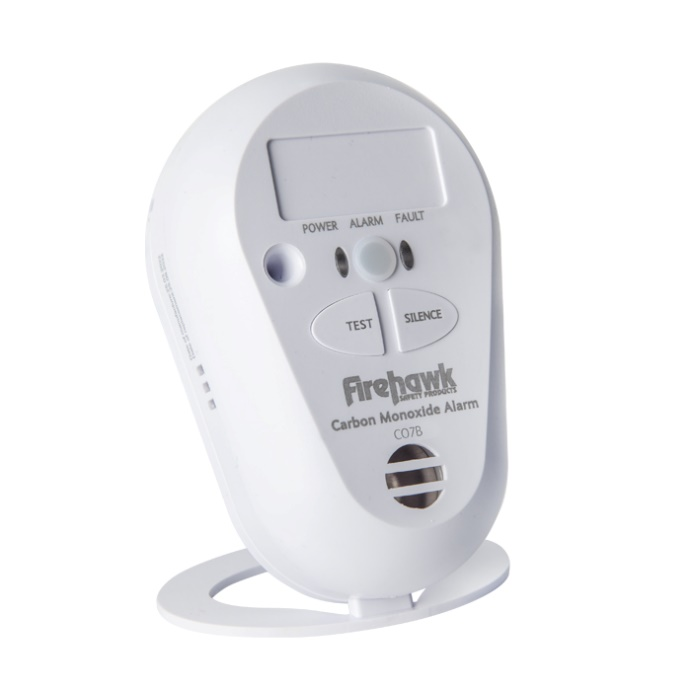 POWER ALARM FAULT
TEST SILENCE
Firehawk
SAFETY PRODUCTS
Carbon Monoxide Alarm
CO7B